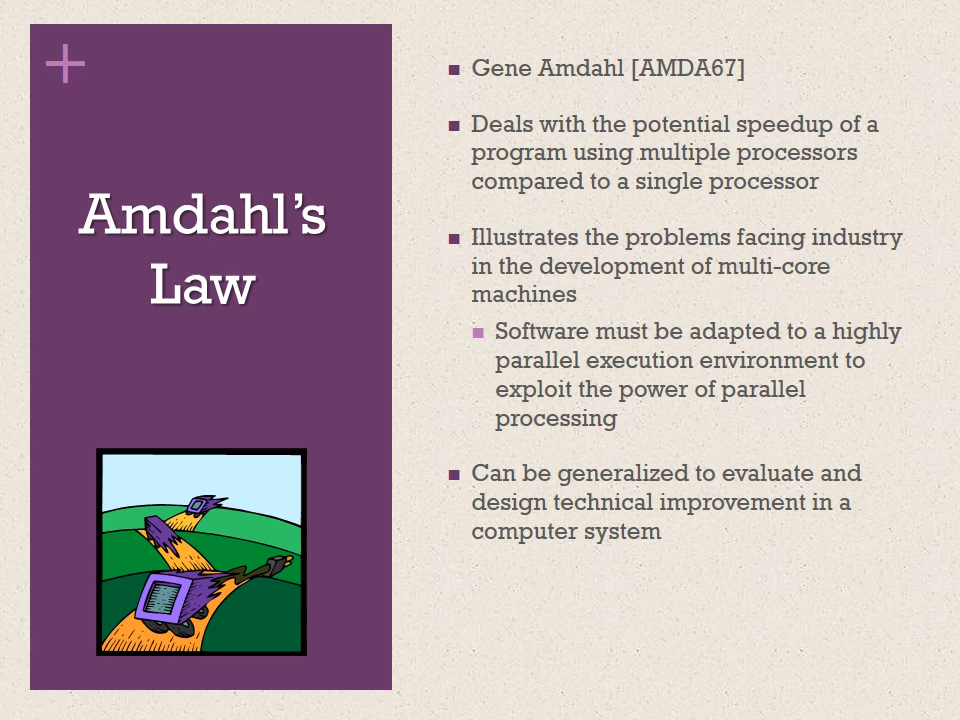 +
Amdahl’s
Law
■ Gene Amdahl [AMDA67]
■ Deals with the potential speedup of a
program using multiple processors
compared to a single processor
■ Illustrates the problems facing industry
in the development of multi-core
machines
■ Software must be adapted to a highly
parallel execution environment to
exploit the power of parallel
processing
■ Can be generalized to evaluate and
design technical improvement in a
computer system